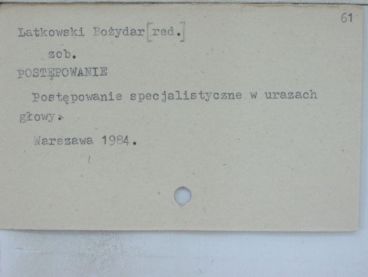 61
Latkowski Bożydar [red.]
zob.
POSTĘPOWANIE
Postępowanie specjalistyczne w urazach
głowy.
Warszawa 1984.